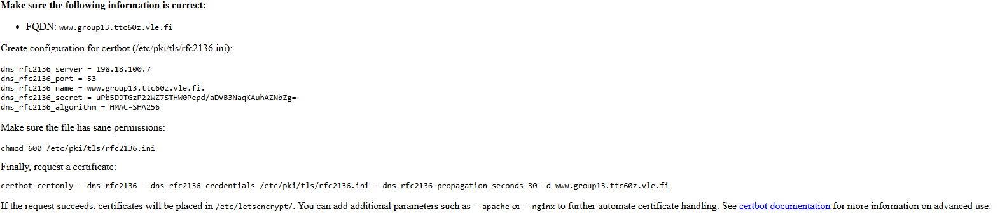 Make sure the following information is correct:
• FQDN: www.group13.ttc60z.vle.fi
Create configuration for certbot (/etc/pki/tls/rfc2136.ini):
dns_rfc2136_server = 198.18.100.7
dns_rfc2136_port = 53
dns_rfc2136_name = www.group13.ttc60z.vle.fi.
dns_rfc2136_secret = uPb5DJTGzP22WZ7STHW0Pepd/aDVB3NaqKAuhAZNbZg=
dns_rfc2136_algorithm = HMAC-SHA256
Make sure the file has sane permissions:
chmod 600 /etc/pki/tls/rfc2136.ini
Finally, request a certificate:
certbot certonly --dns-rfc2136 --dns-rfc2136-credentials /etc/pki/tls/rfc2136.ini --dns-rfc2136-propagation-seconds 30 -d www.group13.ttc60z.vle.fi
If the request succeeds, certificates will be placed in /etc/letsencrypt/. You can add additional parameters such as --apache or --nginx to further automate certificate handling. See certbot documentation for more information on advanced use.